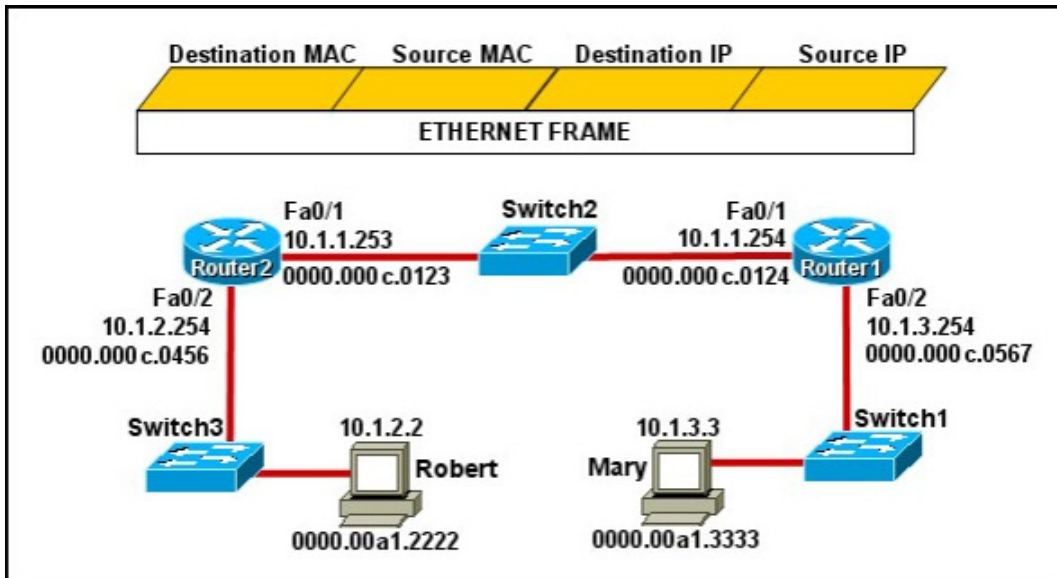 Destination MAC Source MAC Destination IP Source IP
ETHERNET FRAME
Switch2
Fa0/1
10.1.1.253
0000.000c.0123
Router2
Fa0/1
10.1.1.254
0000.000c.0124
Router1
Fa0/2
10.1.2.254
0000.000c.0456
Fa0/2
10.1.3.254
0000.000c.0567
Switch3
10.1.2.2
Robert
0000.00a1.2222
10.1.3.3
Mary
0000.00a1.3333
Switch1